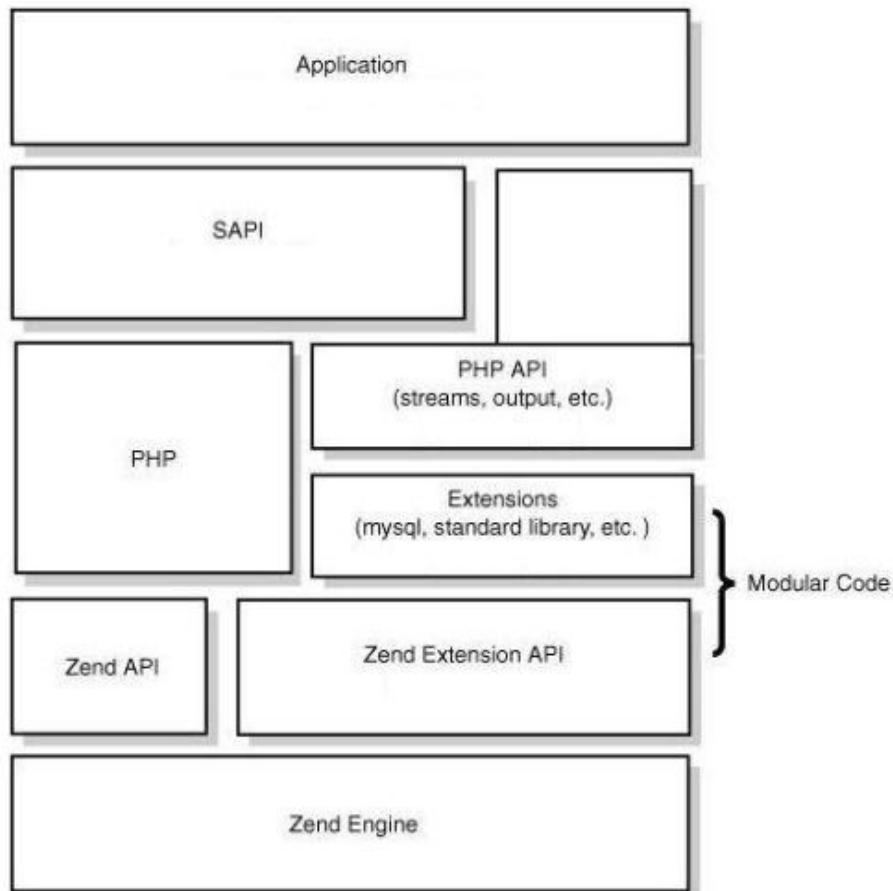 Application
SAPI
PHP API
(streams, output, etc.)
PHP
Extensions
(mysql, standard library, etc. )
Modular Code
Zend API
Zend Extension API
Zend Engine